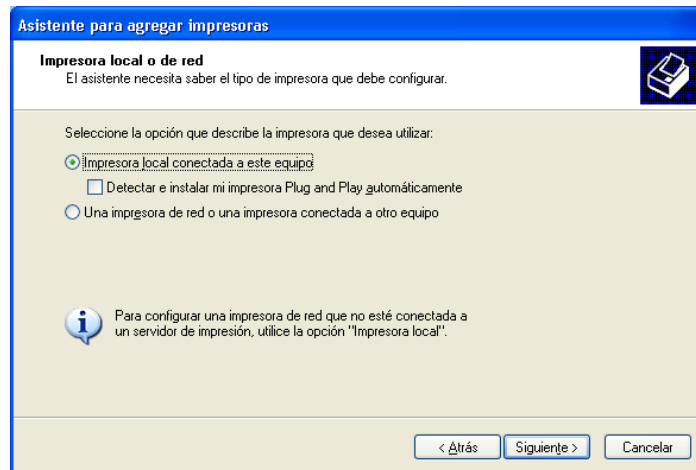 Asistente para agregar impresoras
Impresora local o de red
El asistente necesita saber el tipo de impresora que debe configurar.
Seleccione la opción que describe la impresora que desea utilizar:
Impresora local conectada a este equipo
Detectar e instalar mi impresora Plug and Play automáticamente
Una impresora de red o una impresora conectada a otro equipo
Para configurar una impresora de red que no esté conectada a
un servidor de impresión, utilice la opción "Impresora local".
< Atrás Siguiente > Cancelar